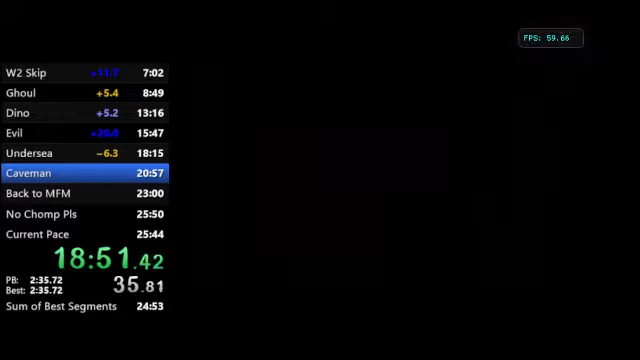 FPS: 59.66
W2 Skip +11.7 7:02
Ghoul +5.4 8:49
Dino +5.2 13:16
Evil +20.0 15:47
Undersea −6.3 18:15
Caveman 20:57
Back to MFM 23:00
No Chomp Pls 25:50
Current Pace 25:44
18:51.42
PB: 2:35.72
Best: 2:35.72
35.81
Sum of Best Segments 24:53